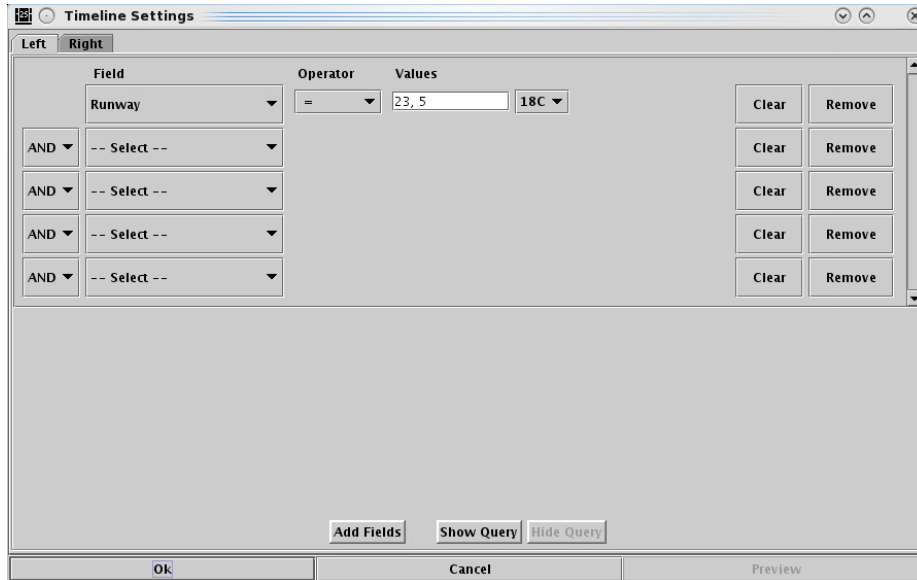 Timeline Settings
Left Right
Field Operator Values
Runway = 23, 5 18C Clear Remove
AND -- Select -- Clear Remove
AND -- Select -- Clear Remove
AND -- Select -- Clear Remove
AND -- Select -- Clear Remove
Add Fields Show Query Hide Query
Ok Cancel Preview